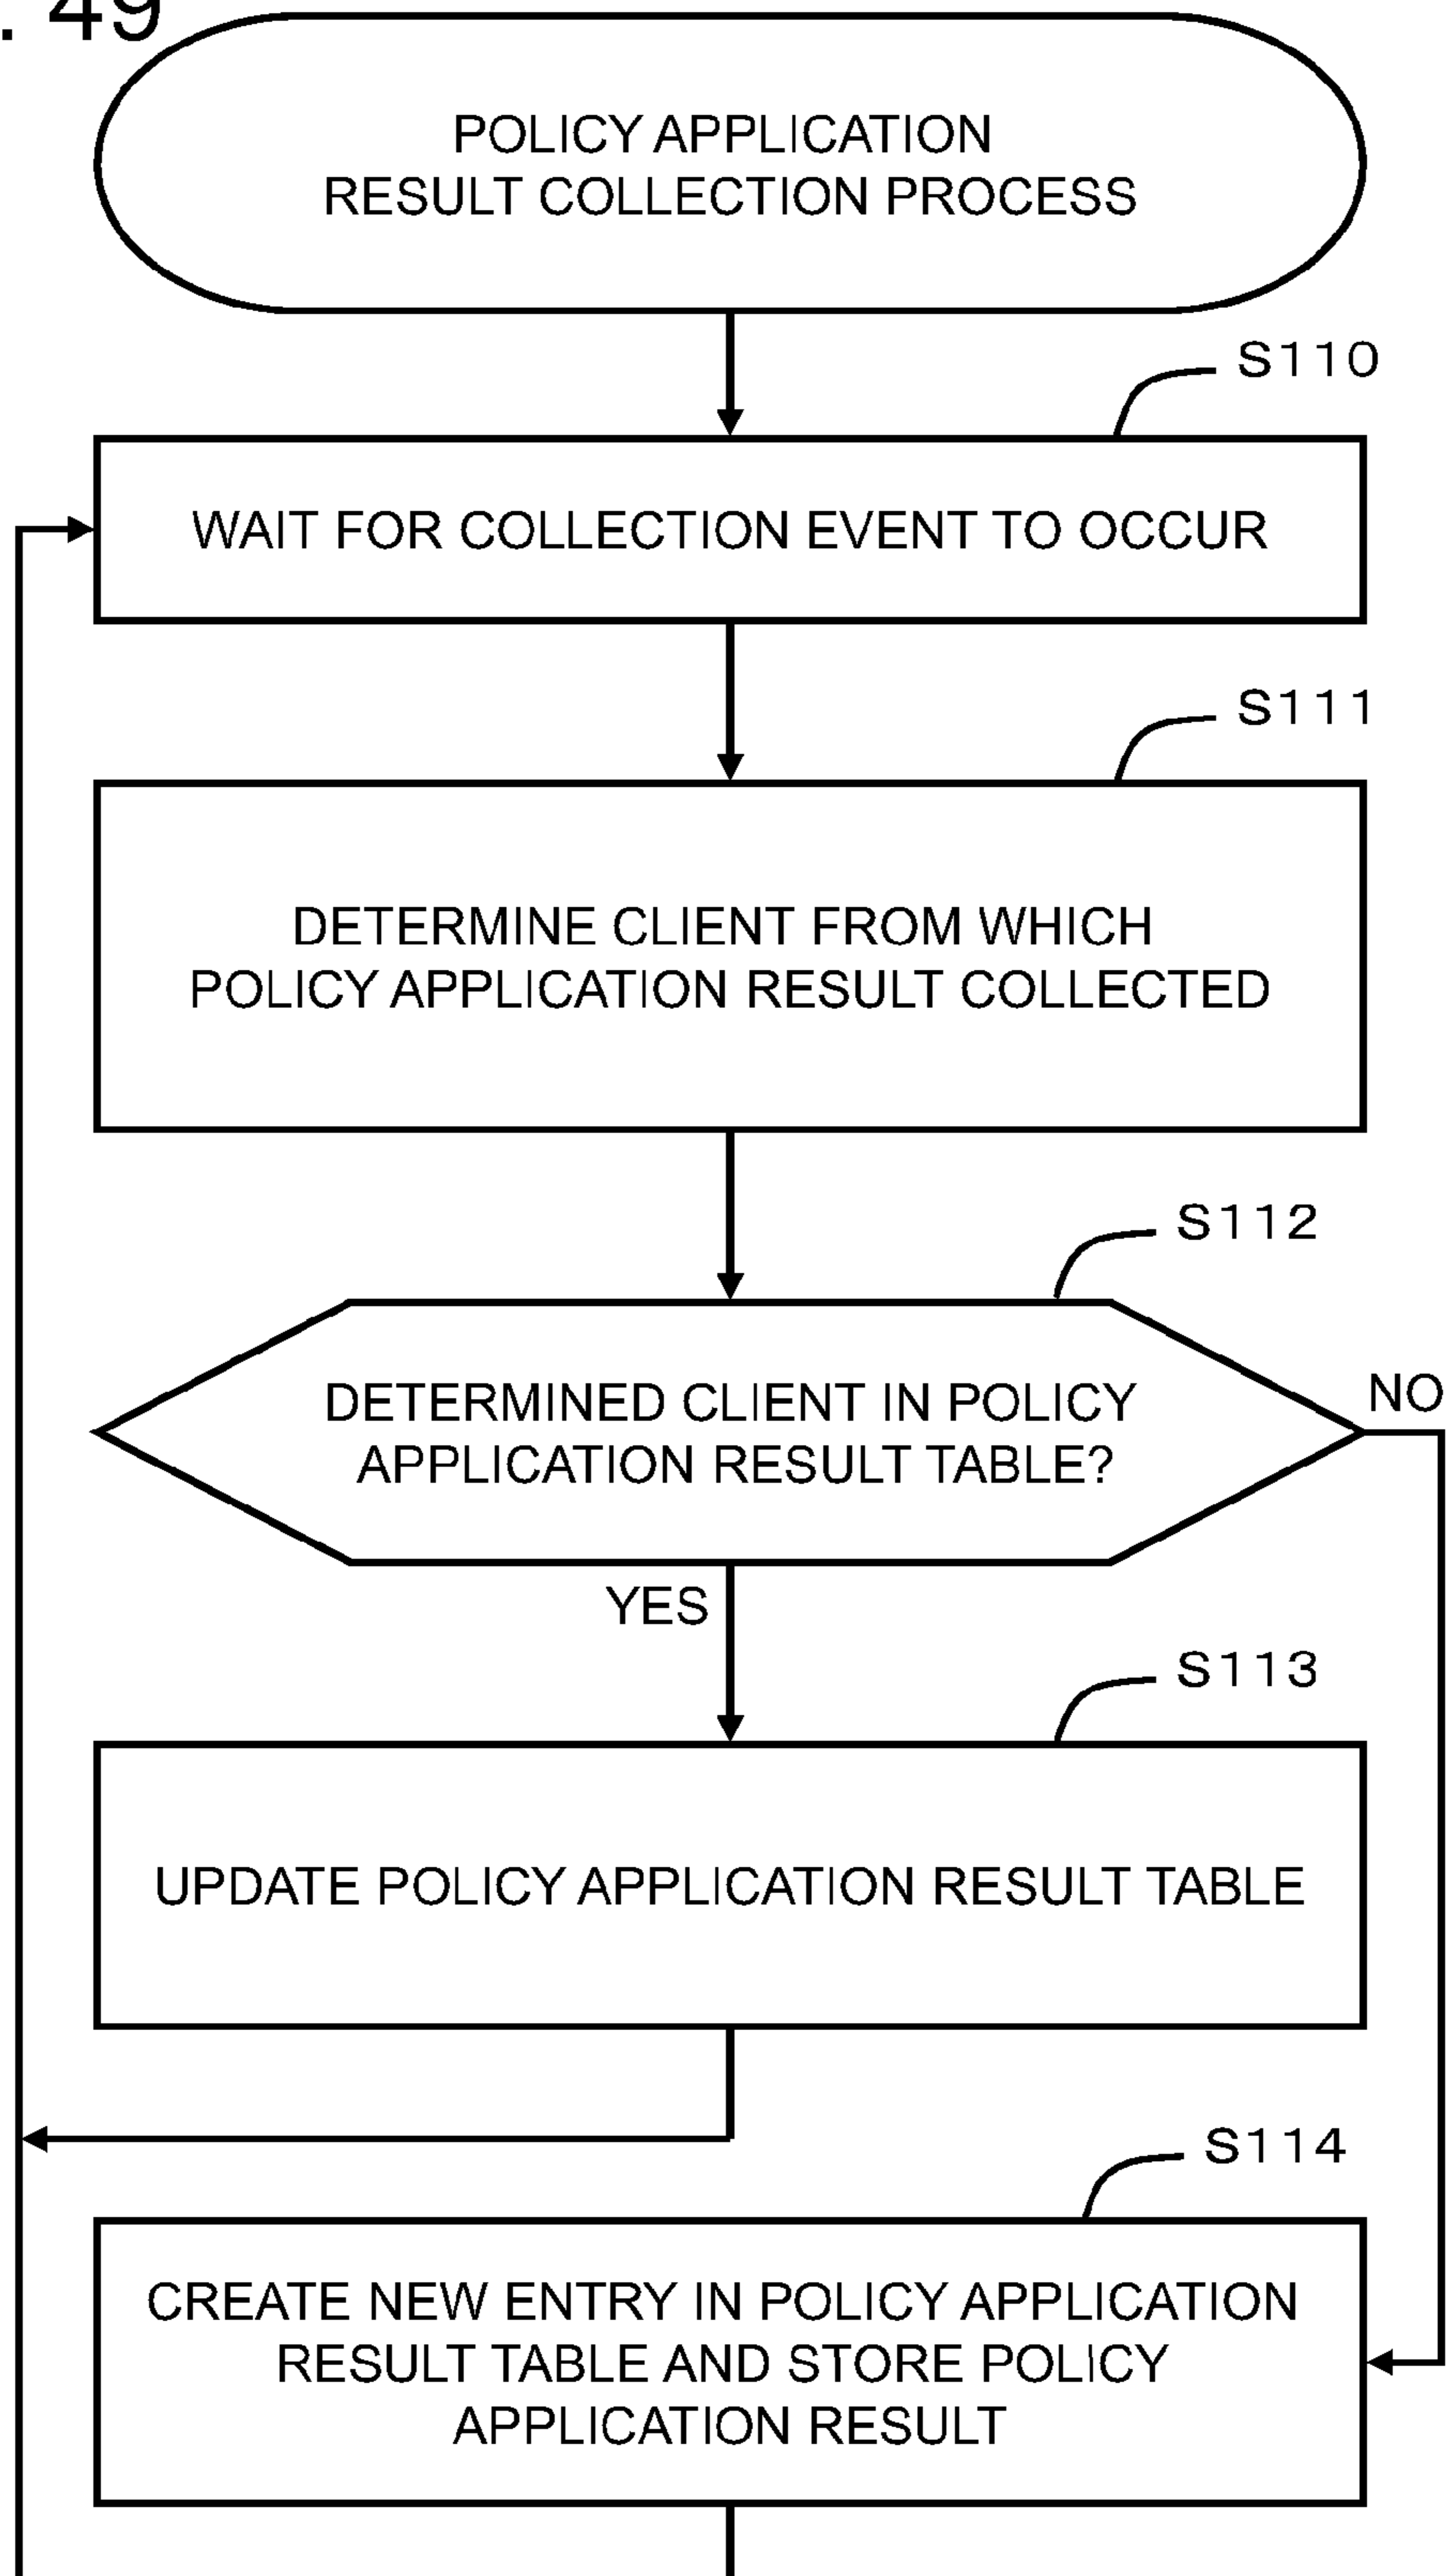 . 49
POLICY APPLICATION
RESULT COLLECTION PROCESS
S110
WAIT FOR COLLECTION EVENT TO OCCUR
S111
DETERMINE CLIENT FROM WHICH
POLICY APPLICATION RESULT COLLECTED
S112
DETERMINED CLIENT IN POLICY
APPLICATION RESULT TABLE?
NO
YES
S113
UPDATE POLICY APPLICATION RESULT TABLE
S114
CREATE NEW ENTRY IN POLICY APPLICATION
RESULT TABLE AND STORE POLICY
APPLICATION RESULT